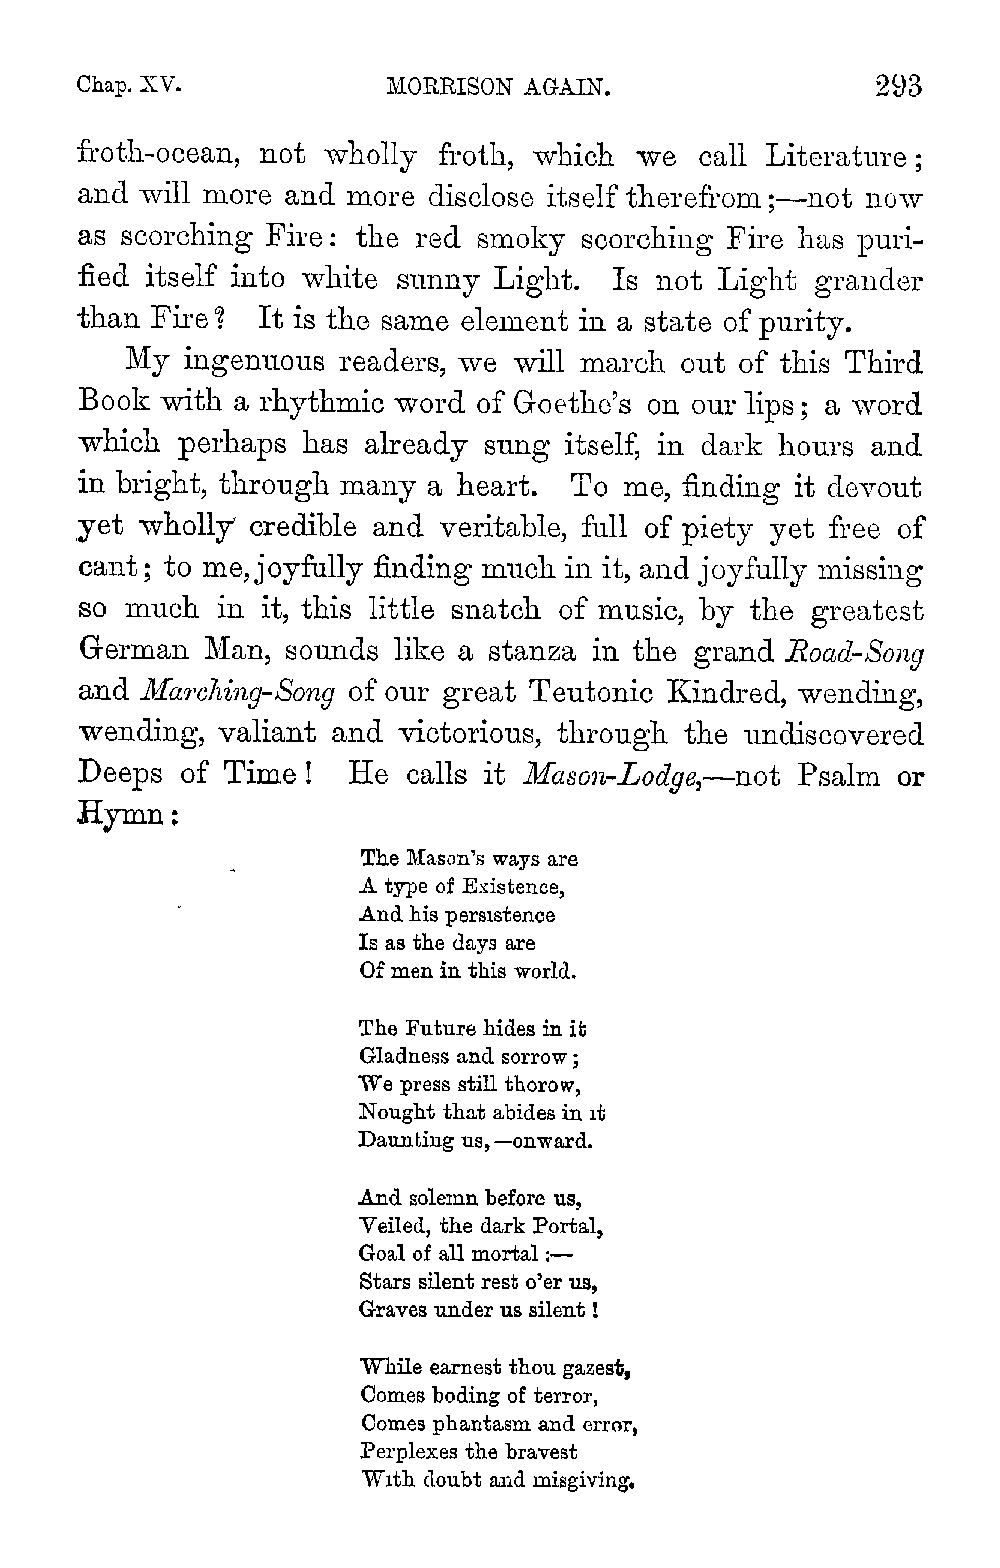 Chap. XV. MORRISON AGAIN. 293
froth-ocean, not wholly froth, which we call Literature;
and will more and more disclose itself therefrom;—not now
as scorching Fire: the red smoky scorching Fire has puri-
fied itself into white sunny Light. Is not Light grander
than Fire? It is the same element in a state of purity.
My ingenuous readers, we will march out of this Third
Book with a rhythmic word of Goethe's on our lips; a word
which perhaps has already sung itself, in dark hours and
in bright, through many a heart. To me, finding it devout
yet wholly credible and veritable, full of piety yet free of
cant; to me, joyfully finding much in it, and joyfully missing
so much in it, this little snatch of music, by the greatest
German Man, sounds like a stanza in the grand Road-Song
and Marching-Song of our great Teutonic Kindred, wending,
wending, valiant and victorious, through the undiscovered
Deeps of Time! He calls it Mason-Lodge,—not Psalm or
Hymn:
The Mason's ways are
A type of Existence,
And his persistence
Is as the days are
Of men in this world.
The Future hides in it
Gladness and sorrow;
We press still thorow,
Nought that abides in it
Daunting us,—onward.
And solemn before us,
Veiled, the dark Portal,
Goal of all mortal:—
Stars silent rest o'er us,
Graves under us silent!
While earnest thou gazest,
Comes boding of terror,
Comes phantasm and error,
Perplexes the bravest
With doubt and misgiving.